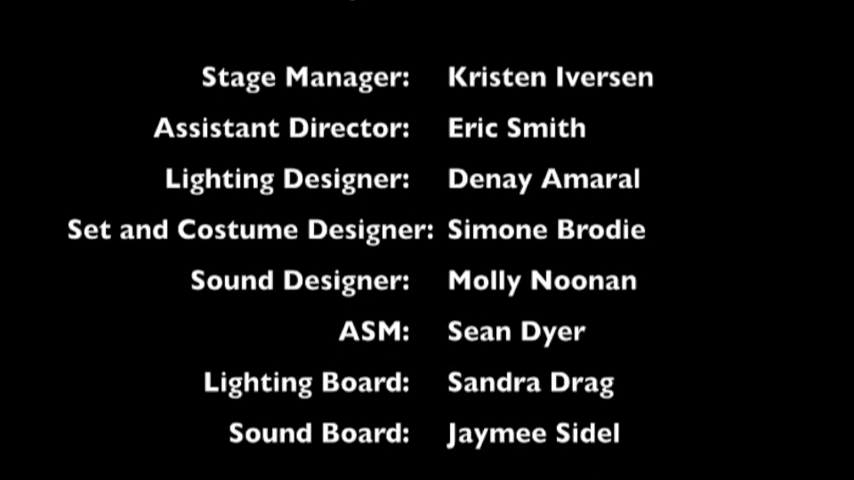 Stage Manager: Kristen Iversen
Assistant Director: Eric Smith
Lighting Designer: Denay Amaral
Set and Costume Designer: Simone Brodie
Sound Designer: Molly Noonan
ASM: Sean Dyer
Lighting Board: Sandra Drag
Sound Board: Jaymee Sidel